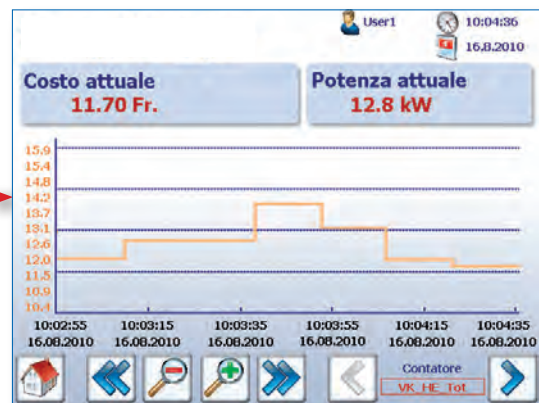 User1
10:04:36
16.8.2010
Costo attuale
11.70 Fr.
Potenza attuale
12.8 kW
15.9
15.4
14.8
14.2
13.7
13.1
12.6
12.0
11.5
10.9
10.4
10:02:55 10:03:15 10:03:35 10:03:55 10:04:15 10:04:35
16.08.2010 16.08.2010 16.08.2010 16.08.2010 16.08.2010 16.08.2010
Contatore
VK_HE_Tot